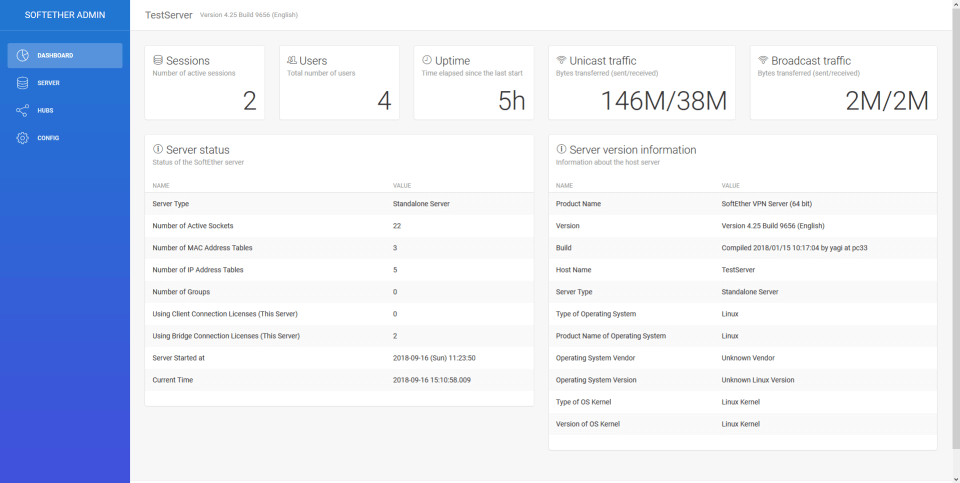 SOFTETHER ADMIN
DASHBOARD
SERVER
HUBS
CONFIG
TestServer Version 4.25 Build 9656 (English)
Sessions
Number of active sessions
2
Users
Total number of users
4
Uptime
Time elapsed since the last start
5h
Unicast traffic
Bytes transferred (sent/received)
146M/38M
Broadcast traffic
Bytes transferred (sent/received)
2M/2M
Server status
Status of the SoftEther server
NAME VALUE
Server Type Standalone Server
Number of Active Sockets 22
Number of MAC Address Tables 3
Number of IP Address Tables 5
Number of Groups 0
Using Client Connection Licenses (This Server) 0
Using Bridge Connection Licenses (This Server) 2
Server Started at 2018-09-16 (Sun) 11:23:50
Current Time 2018-09-16 15:10:58.009
Server version information
Information about the host server
NAME VALUE
Product Name SoftEther VPN Server (64 bit)
Version Version 4.25 Build 9656 (English)
Build Compiled 2018/01/15 10:17:04 by yagi at pc33
Host Name TestServer
Server Type Standalone Server
Type of Operating System Linux
Product Name of Operating System Linux
Operating System Vendor Unknown Vendor
Operating System Version Unknown Linux Version
Type of OS Kernel Linux Kernel
Version of OS Kernel Linux Kernel